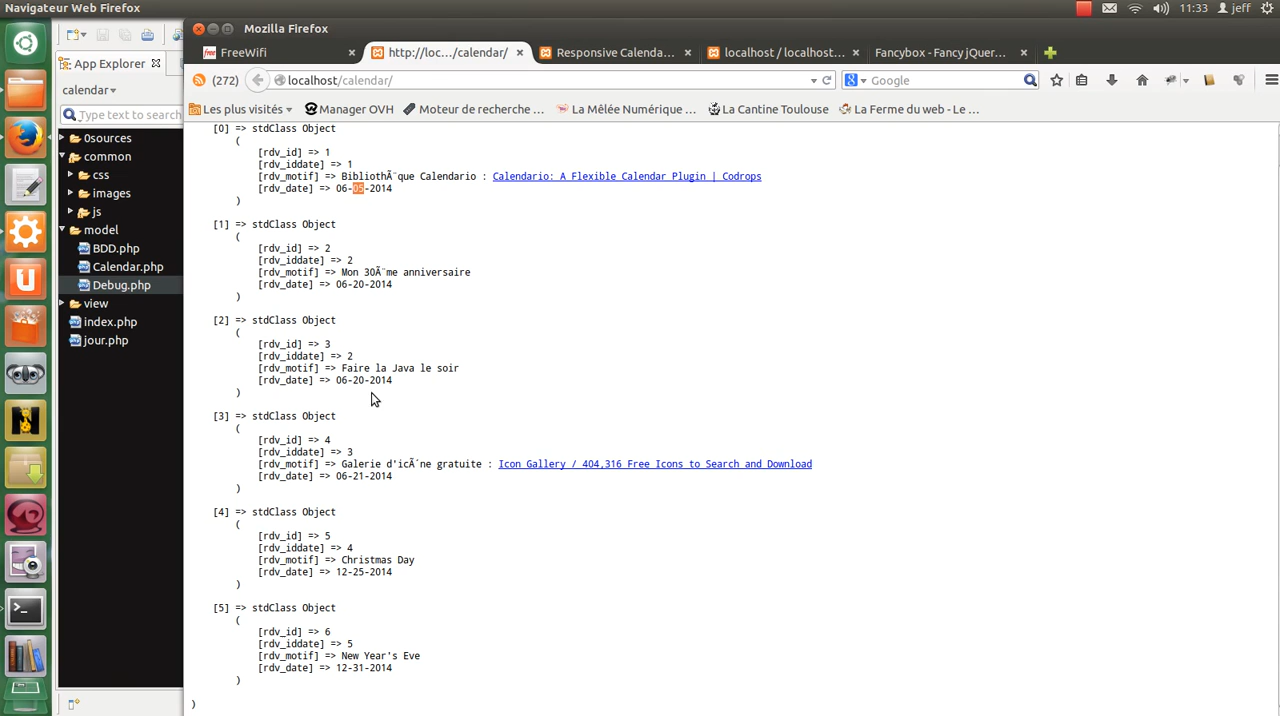 Navigateur Web Firefox
11:33 jeff
Mozilla Firefox
FreeWifi
http://loc.../calendar/
Responsive Calenda...
localhost / localhost...
Fancybox - Fancy jQuer...
(272)
localhost/calendar/
Google
Les plus visités
Manager OVH
Moteur de recherche ...
La Mêlée Numérique ...
La Cantine Toulouse
La Ferme du web - Le ...
App Explorer
calendar
Type text to search
0sources
common
css
images
js
model
BDD.php
Calendar.php
Debug.php
view
index.php
jour.php
[0] => stdClass Object
(
[rdv_id] => 1
[rdv_iddate] => 1
[rdv_motif] => BibliothÃ¨que Calendario : Calendario: A Flexible Calendar Plugin | Codrops
[rdv_date] => 06-05-2014
)
[1] => stdClass Object
(
[rdv_id] => 2
[rdv_iddate] => 2
[rdv_motif] => Mon 30Ã¨me anniversaire
[rdv_date] => 06-20-2014
)
[2] => stdClass Object
(
[rdv_id] => 3
[rdv_iddate] => 2
[rdv_motif] => Faire la Java le soir
[rdv_date] => 06-20-2014
)
[3] => stdClass Object
(
[rdv_id] => 4
[rdv_iddate] => 3
[rdv_motif] => Galerie d'icÃ´ne gratuite : Icon Gallery / 404,316 Free Icons to Search and Download
[rdv_date] => 06-21-2014
)
[4] => stdClass Object
(
[rdv_id] => 5
[rdv_iddate] => 4
[rdv_motif] => Christmas Day
[rdv_date] => 12-25-2014
)
[5] => stdClass Object
(
[rdv_id] => 6
[rdv_iddate] => 5
[rdv_motif] => New Year's Eve
[rdv_date] => 12-31-2014
)
)